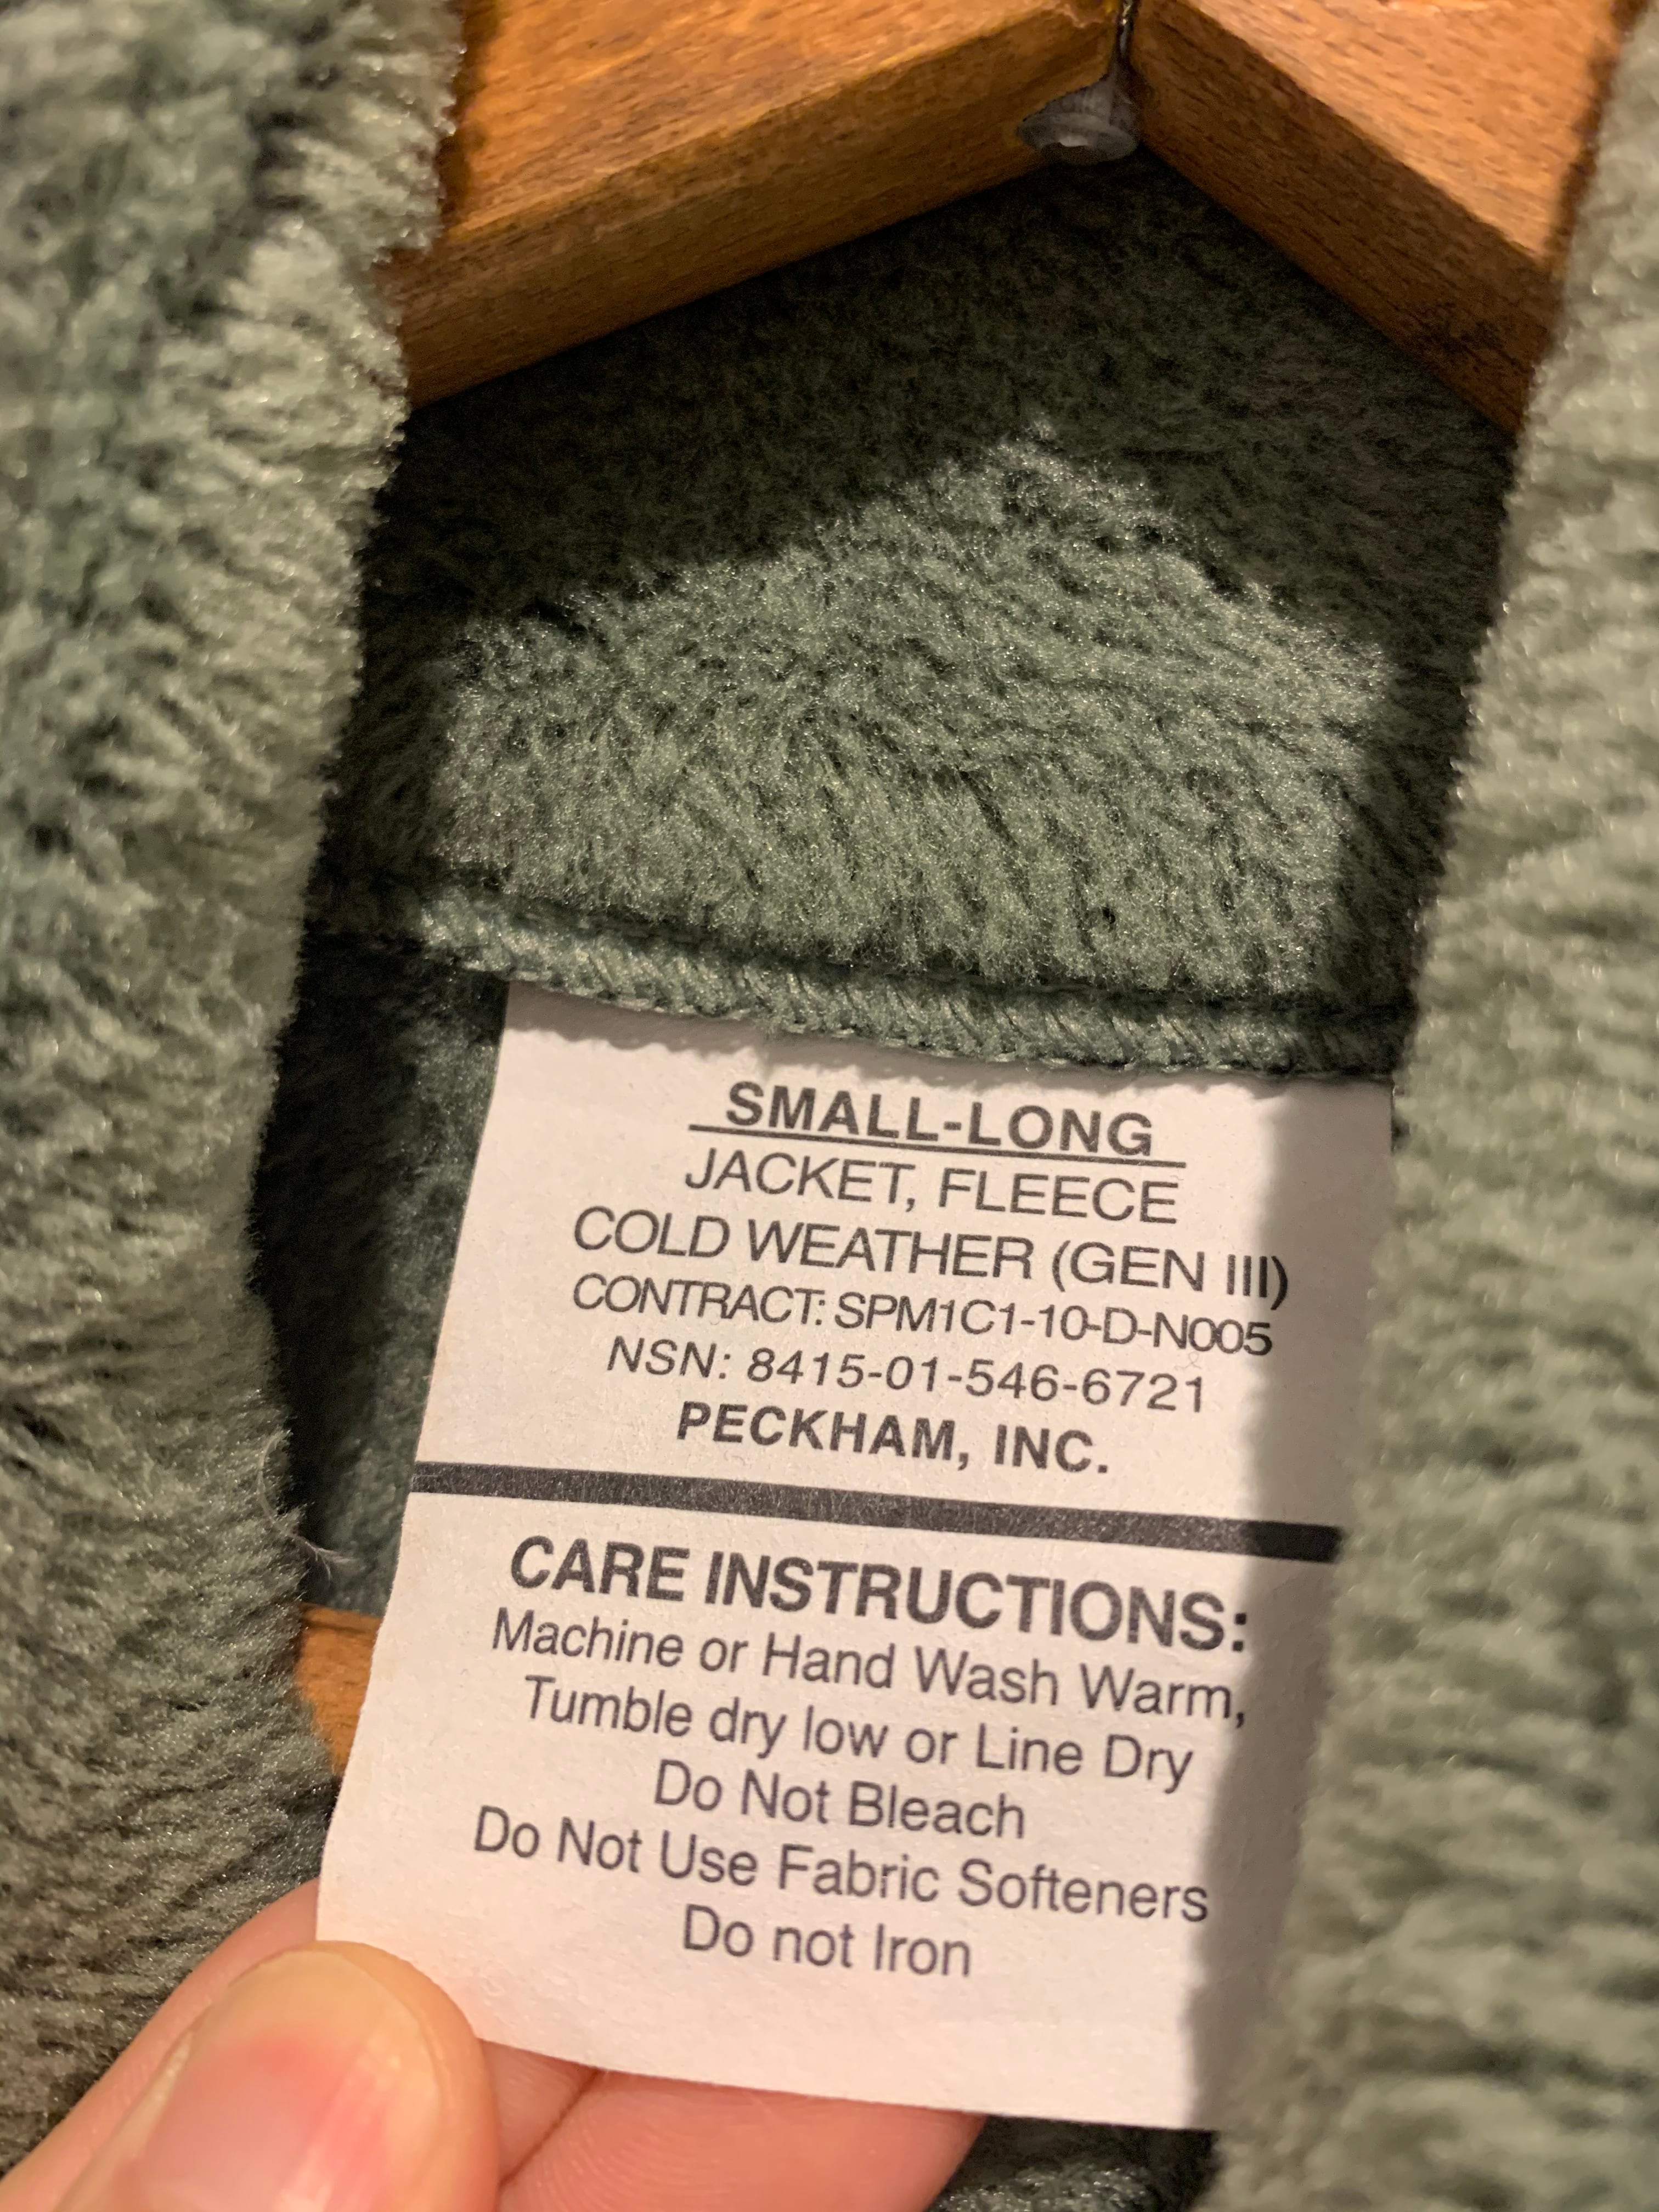 SMALL-LONG
JACKET, FLEECE
COLD WEATHER (GEN III)
CONTRACT: SPM1C1-10-D-N005
NSN: 8415-01-546-6721
PECKHAM, INC.
CARE INSTRUCTIONS:
Machine or Hand Wash Warm,
Tumble dry low or Line Dry
Do Not Bleach
Do Not Use Fabric Softeners
Do not Iron